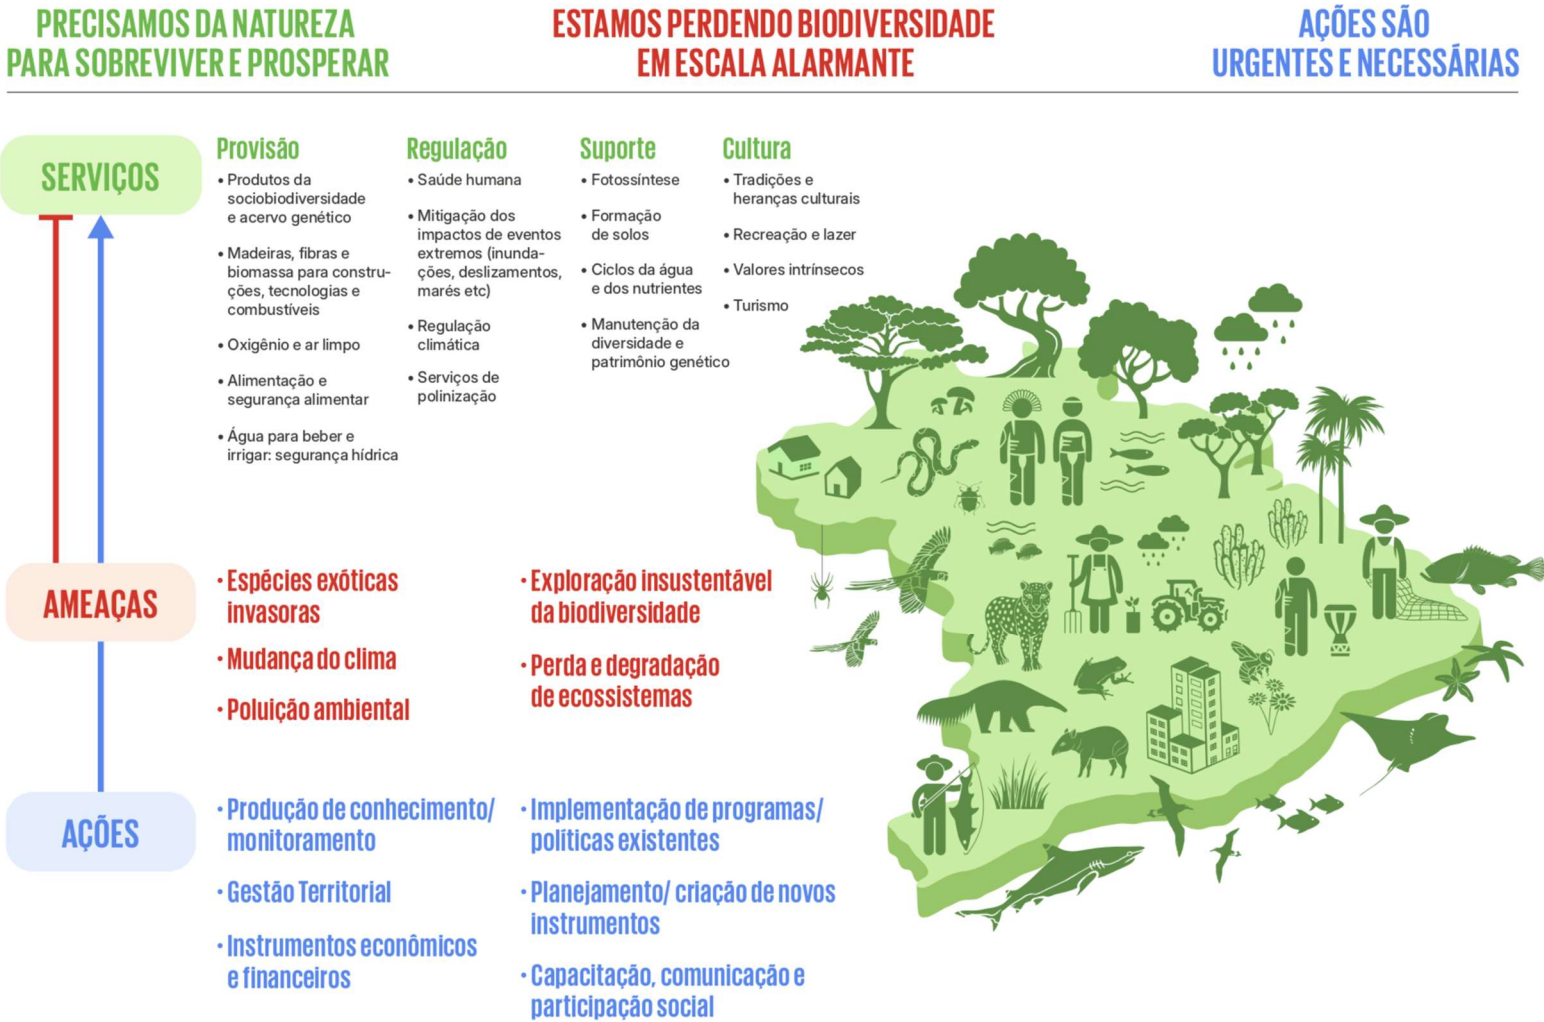 PRECISAMOS DA NATUREZA
PARA SOBREVIVER E PROSPERAR
ESTAMOS PERDENDO BIODIVERSIDADE
EM ESCALA ALARMANTE
AÇÕES SÃO
URGENTES E NECESSÁRIAS
SERVIÇOS
Provisão
• Produtos da
sociobiodiversidade
e acervo genético
• Madeiras, fibras e
biomassa para constru-
ções, tecnologias e
combustíveis
• Oxigênio e ar limpo
• Alimentação e
segurança alimentar
• Água para beber e
irrigar: segurança hídrica
Regulação
• Saúde humana
• Mitigação dos
impactos de eventos
extremos (inunda-
ções, deslizamentos,
marés etc)
• Regulação
climática
• Serviços de
polinização
Suporte
• Fotossíntese
• Formação
de solos
• Ciclos da água
e dos nutrientes
• Manutenção da
diversidade e
patrimônio genético
Cultura
• Tradições e
heranças culturais
• Recreação e lazer
• Valores intrínsecos
• Turismo
AMEAÇAS
• Espécies exóticas
invasoras
• Mudança do clima
• Poluição ambiental
• Exploração insustentável
da biodiversidade
• Perda e degradação
de ecossistemas
AÇÕES
• Produção de conhecimento/
monitoramento
• Gestão Territorial
• Instrumentos econômicos
e financeiros
• Implementação de programas/
políticas existentes
• Planejamento/ criação de novos
instrumentos
• Capacitação, comunicação e
participação social